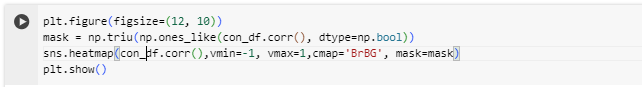 plt.figure(figsize=(12, 10))
mask = np.triu(np.ones_like(con_df.corr(), dtype=np.bool))
sns.heatmap(con_df.corr(),vmin=-1, vmax=1,cmap='BrBG', mask=mask)
plt.show()